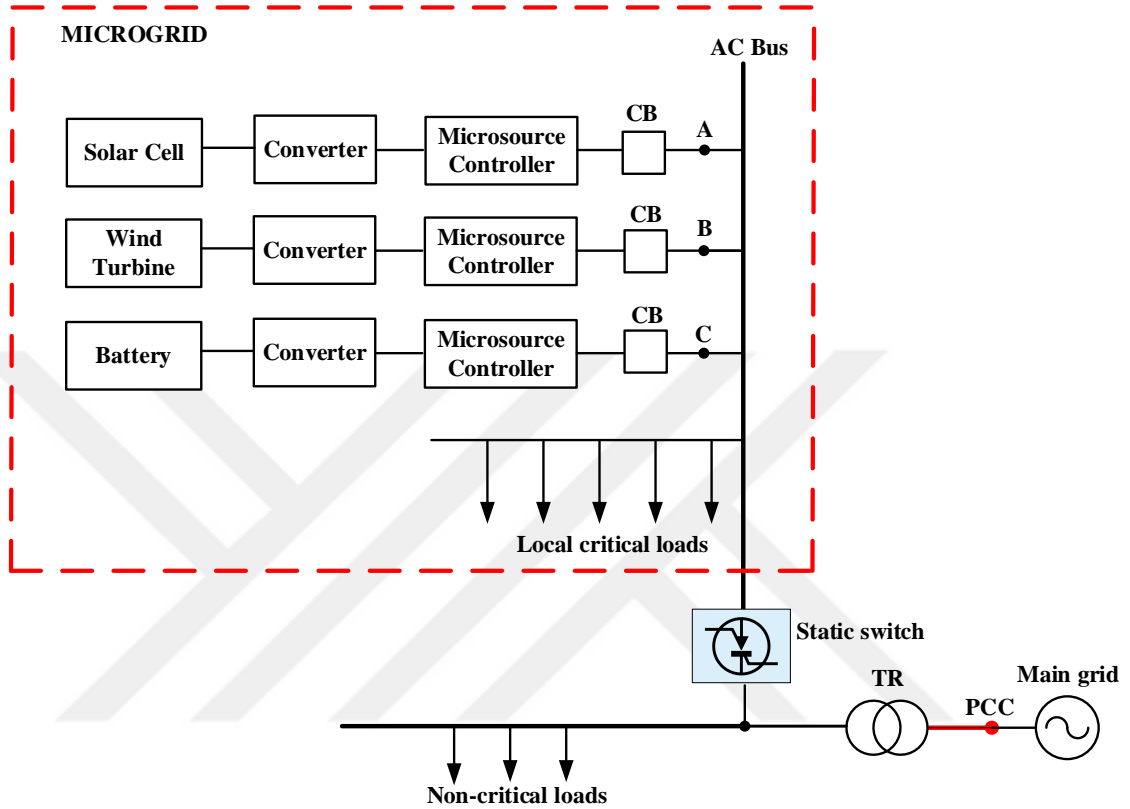 MICROGRID
AC Bus
CB
A
Solar Cell
Converter
Microsource
Controller
CB
B
Wind
Turbine
Converter
Microsource
Controller
CB
C
Battery
Converter
Microsource
Controller
Local critical loads
Static switch
TR
Main grid
PCC
Non-critical loads